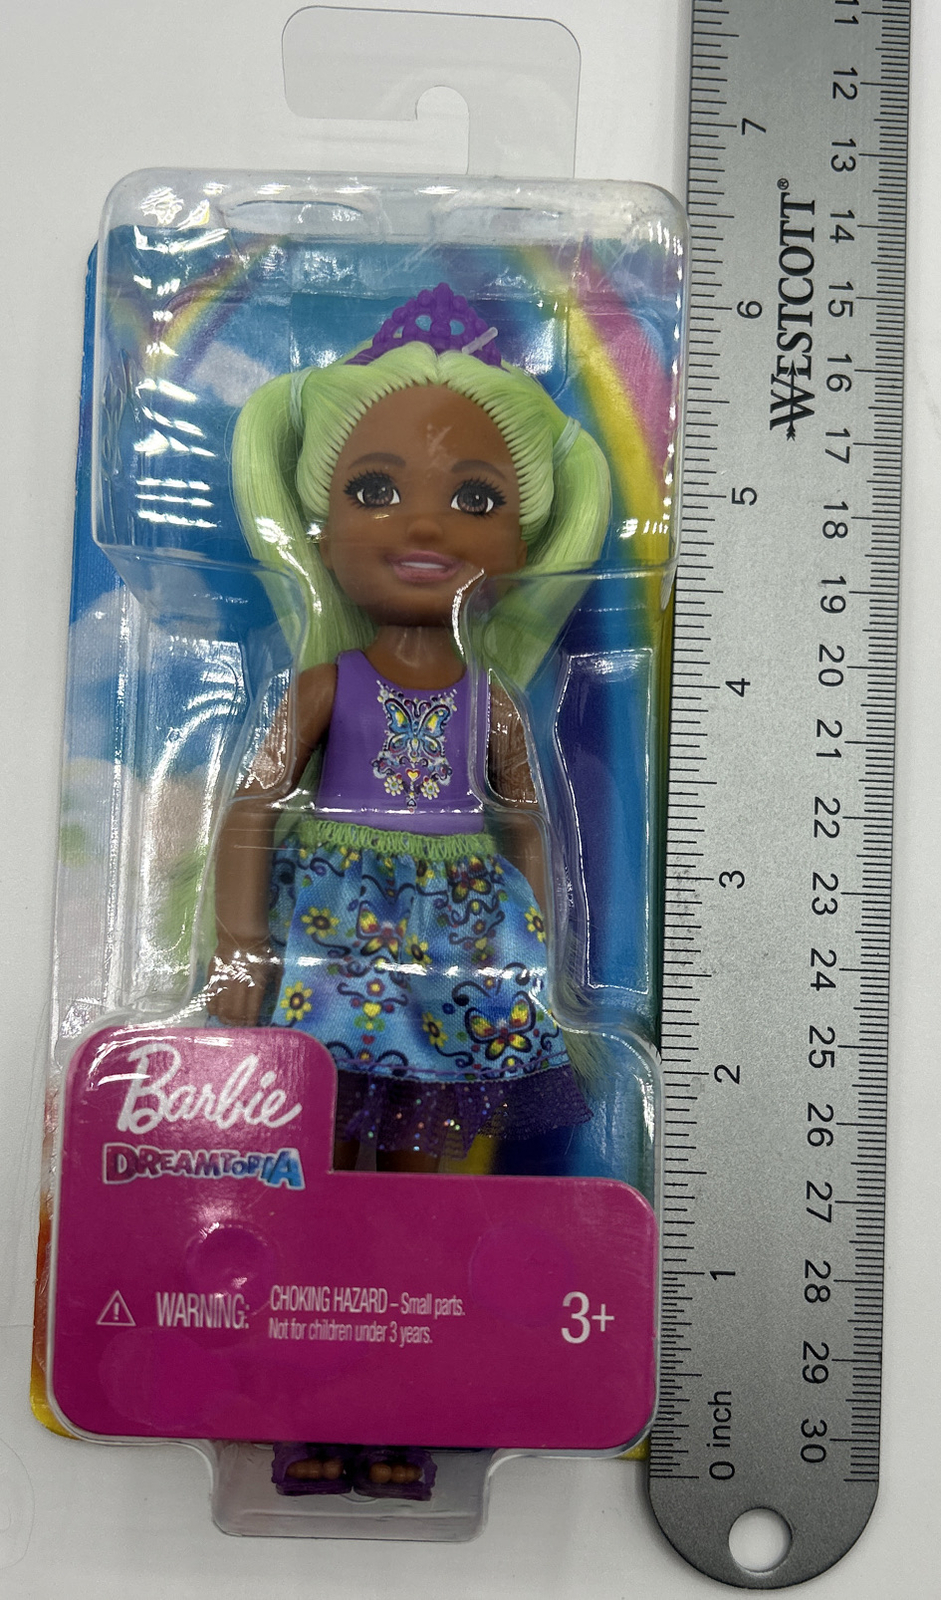 Barbie
DREAMTOPIA
⚠ WARNING: CHOKING HAZARD – Small parts.
Not for children under 3 years.
3+
WESTCOTT®
11 12 13 14 15 16 17 18 19 20 21 22 23 24 25 26 27 28 29 30
7 6 5 4 3 2 1 0 inch